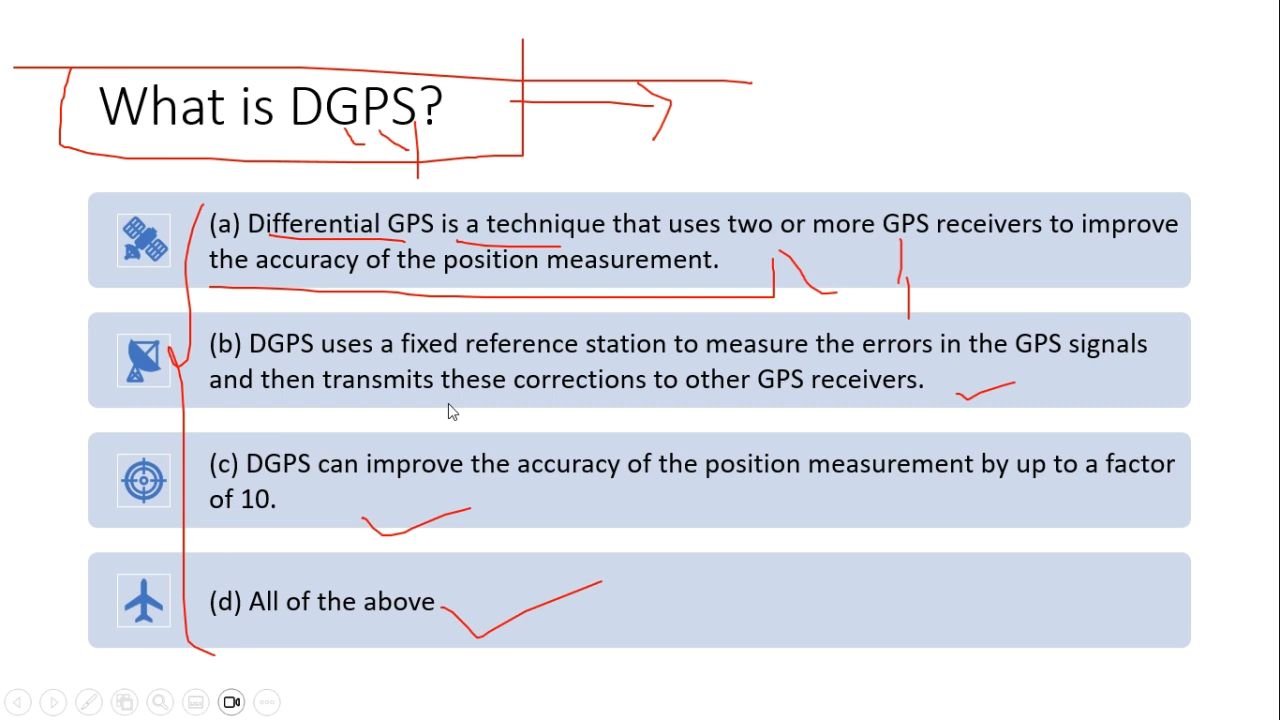 What is DGPS?
(a) Differential GPS is a technique that uses two or more GPS receivers to improve
the accuracy of the position measurement.
(b) DGPS uses a fixed reference station to measure the errors in the GPS signals
and then transmits these corrections to other GPS receivers.
(c) DGPS can improve the accuracy of the position measurement by up to a factor
of 10.
(d) All of the above